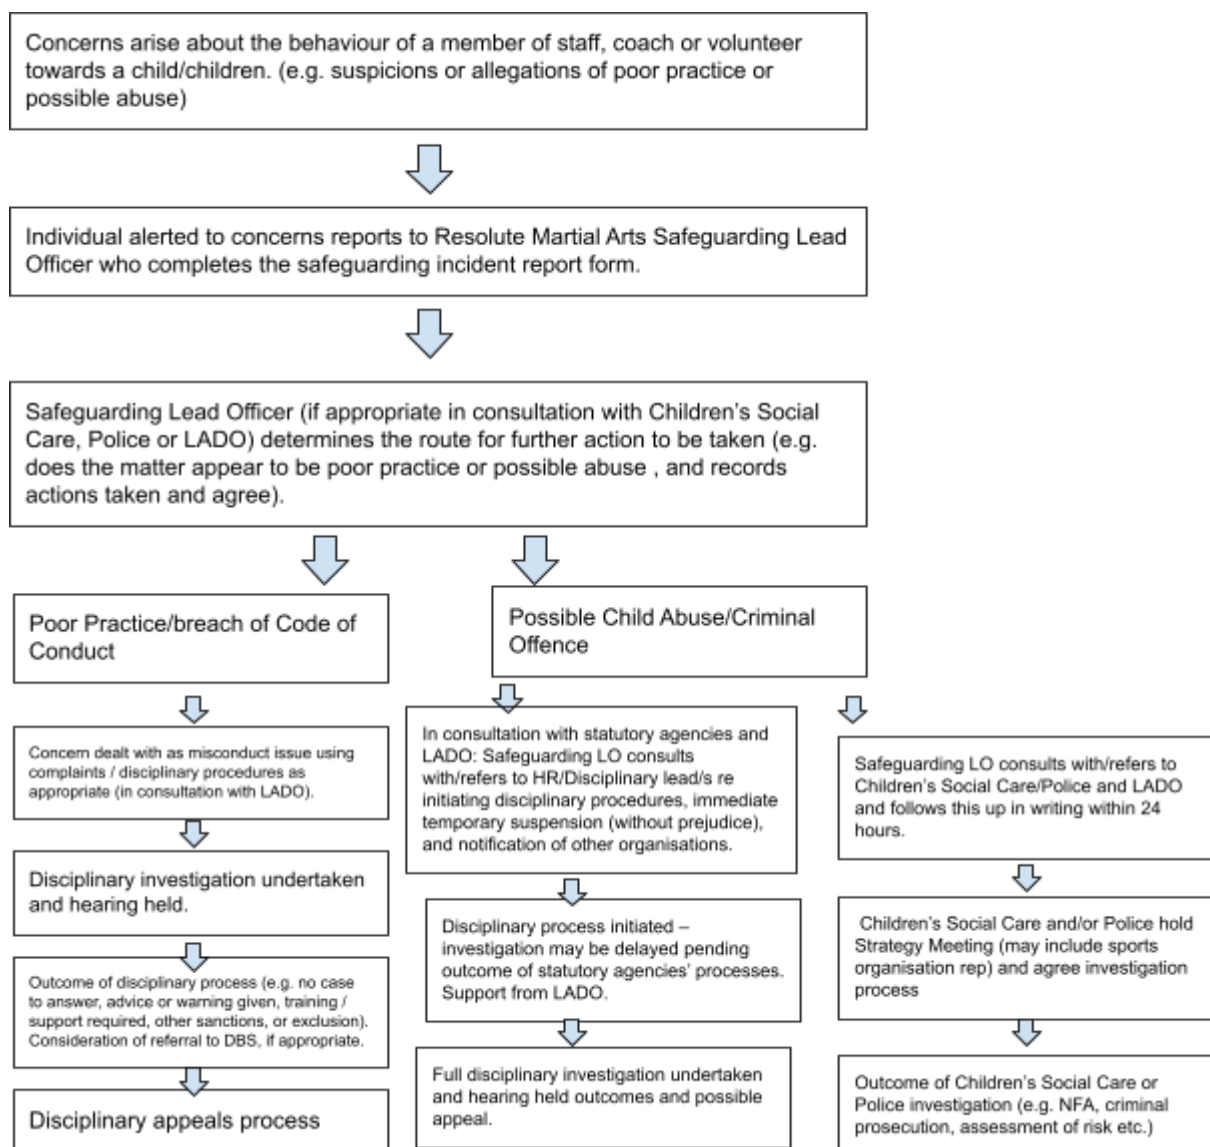 Concerns arise about the behaviour of a member of staff, coach or volunteer
towards a child/children. (e.g. suspicions or allegations of poor practice or
possible abuse)
Individual alerted to concerns reports to Resolute Martial Arts Safeguarding Lead
Officer who completes the safeguarding incident report form.
Safeguarding Lead Officer (if appropriate in consultation with Children's Social
Care, Police or LADO) determines the route for further action to be taken (e.g.
does the matter appear to be poor practice or possible abuse , and records
actions taken and agree).
Poor Practice/breach of Code of
Conduct
Concern dealt with as misconduct issue using
complaints / disciplinary procedures as
appropriate (in consultation with LADO).
Disciplinary investigation undertaken
and hearing held.
Outcome of disciplinary process (e.g. no case
to answer, advice or warning given, training /
support required, other sanctions, or exclusion).
Consideration of referral to DBS, if appropriate.
Disciplinary appeals process
Possible Child Abuse/Criminal
Offence
In consultation with statutory agencies and
LADO: Safeguarding LO consults
with/refers to HR/Disciplinary lead/s re
initiating disciplinary procedures, immediate
temporary suspension (without prejudice),
and notification of other organisations.
Disciplinary process initiated –
investigation may be delayed pending
outcome of statutory agencies' processes.
Support from LADO.
Full disciplinary investigation undertaken
and hearing held outcomes and possible
appeal.
Safeguarding LO consults with/refers to
Children's Social Care/Police and LADO
and follows this up in writing within 24
hours.
Children's Social Care and/or Police hold
Strategy Meeting (may include sports
organisation rep) and agree investigation
process
Outcome of Children's Social Care or
Police investigation (e.g. NFA, criminal
prosecution, assessment of risk etc.)